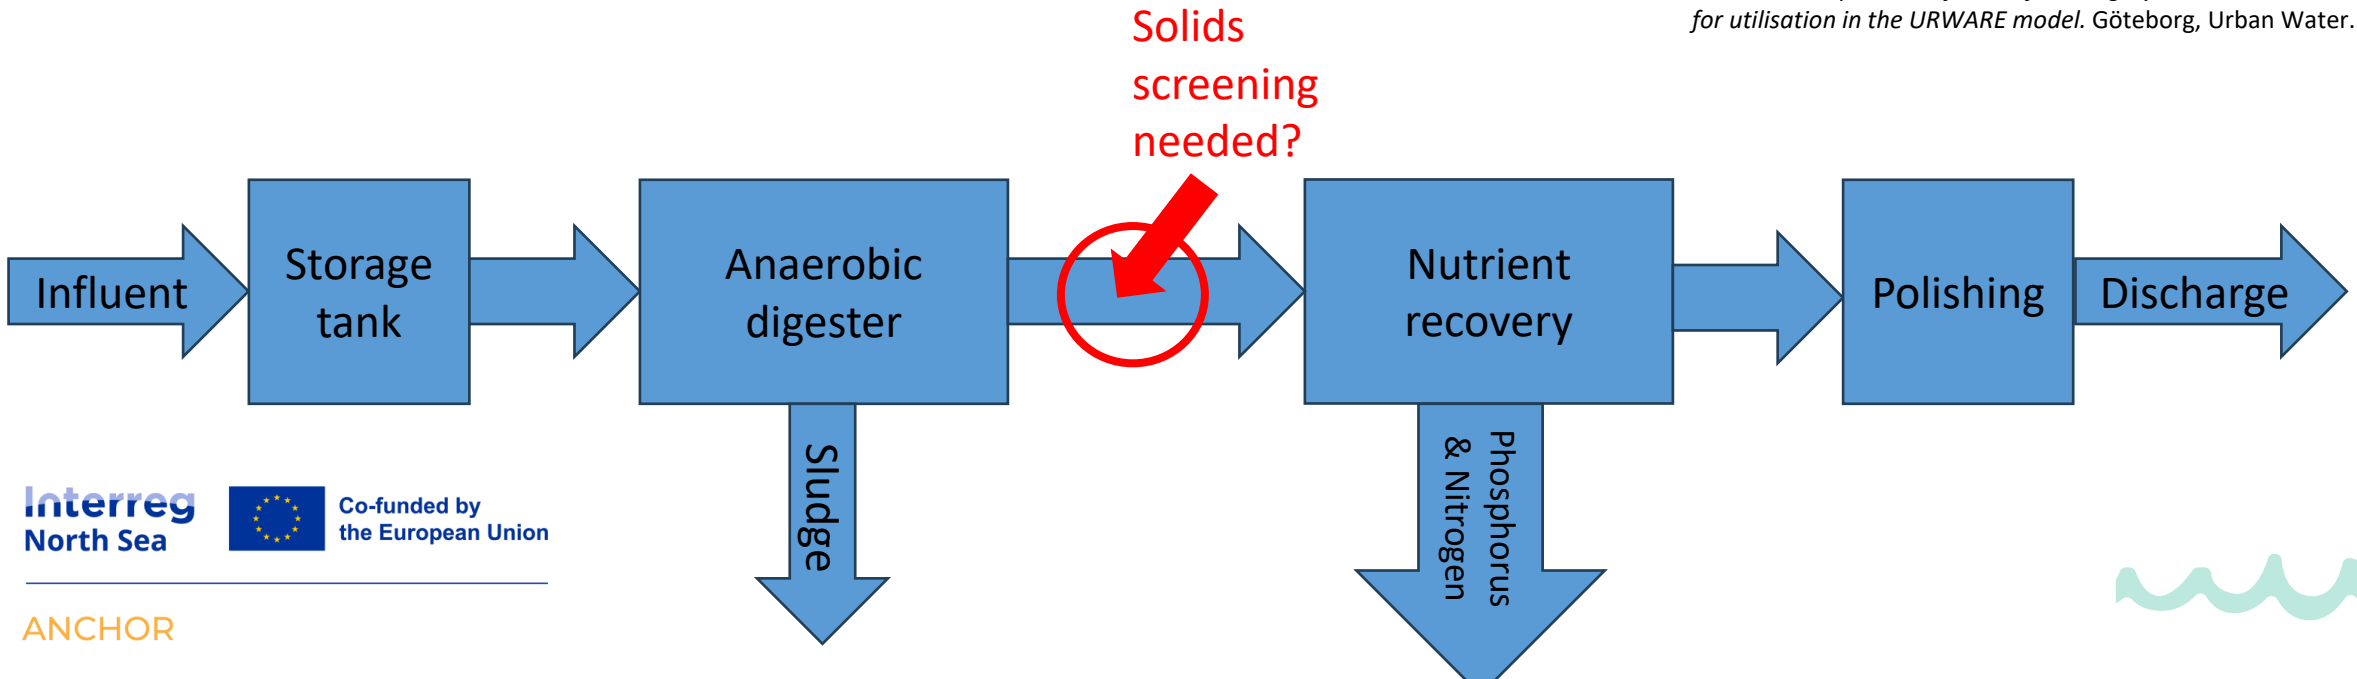 for utilisation in the URWARE model. Göteborg, Urban Water.
Solids
screening
needed?
Influent
Storage
tank
Anaerobic
digester
Nutrient
recovery
Polishing
Discharge
Sludge
Phosphorus
& Nitrogen
Interreg
North Sea
Co-funded by
the European Union
ANCHOR